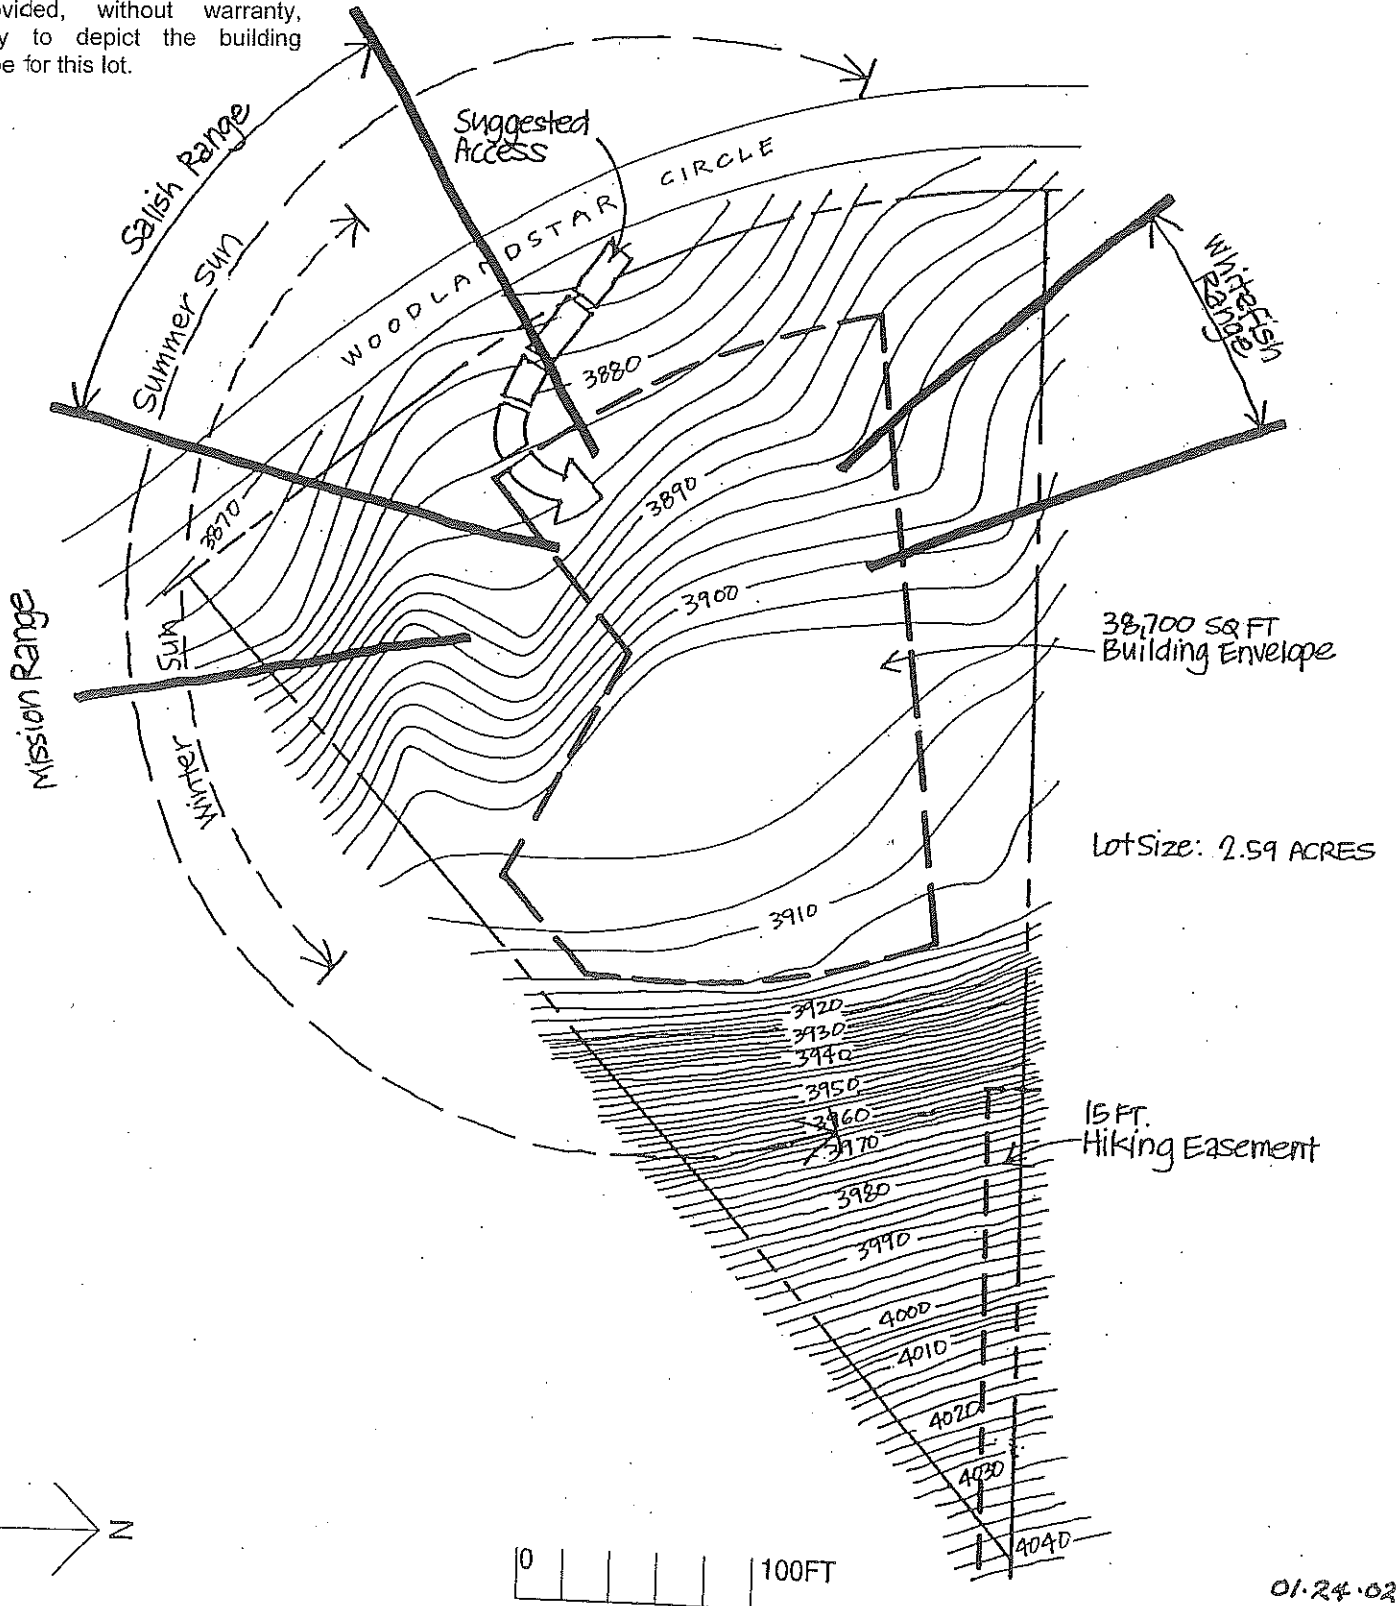 without warranty,
to depict the building
for this lot.
Salish Range
Suggested
Access
WOODLANDSTAR CIRCLE
Whitefish
Range
Summer Sun
3880
3870
3890
3900
Mission Range
Winter Sun
38,700 SQ FT
Building Envelope
Lot Size: 2.59 ACRES
3910
3920
3930
3940
3950
3960
3970
15 FT.
Hiking Easement
3980
3990
4000
4010
4020
4030
4040
N
0 100FT
01.24.02